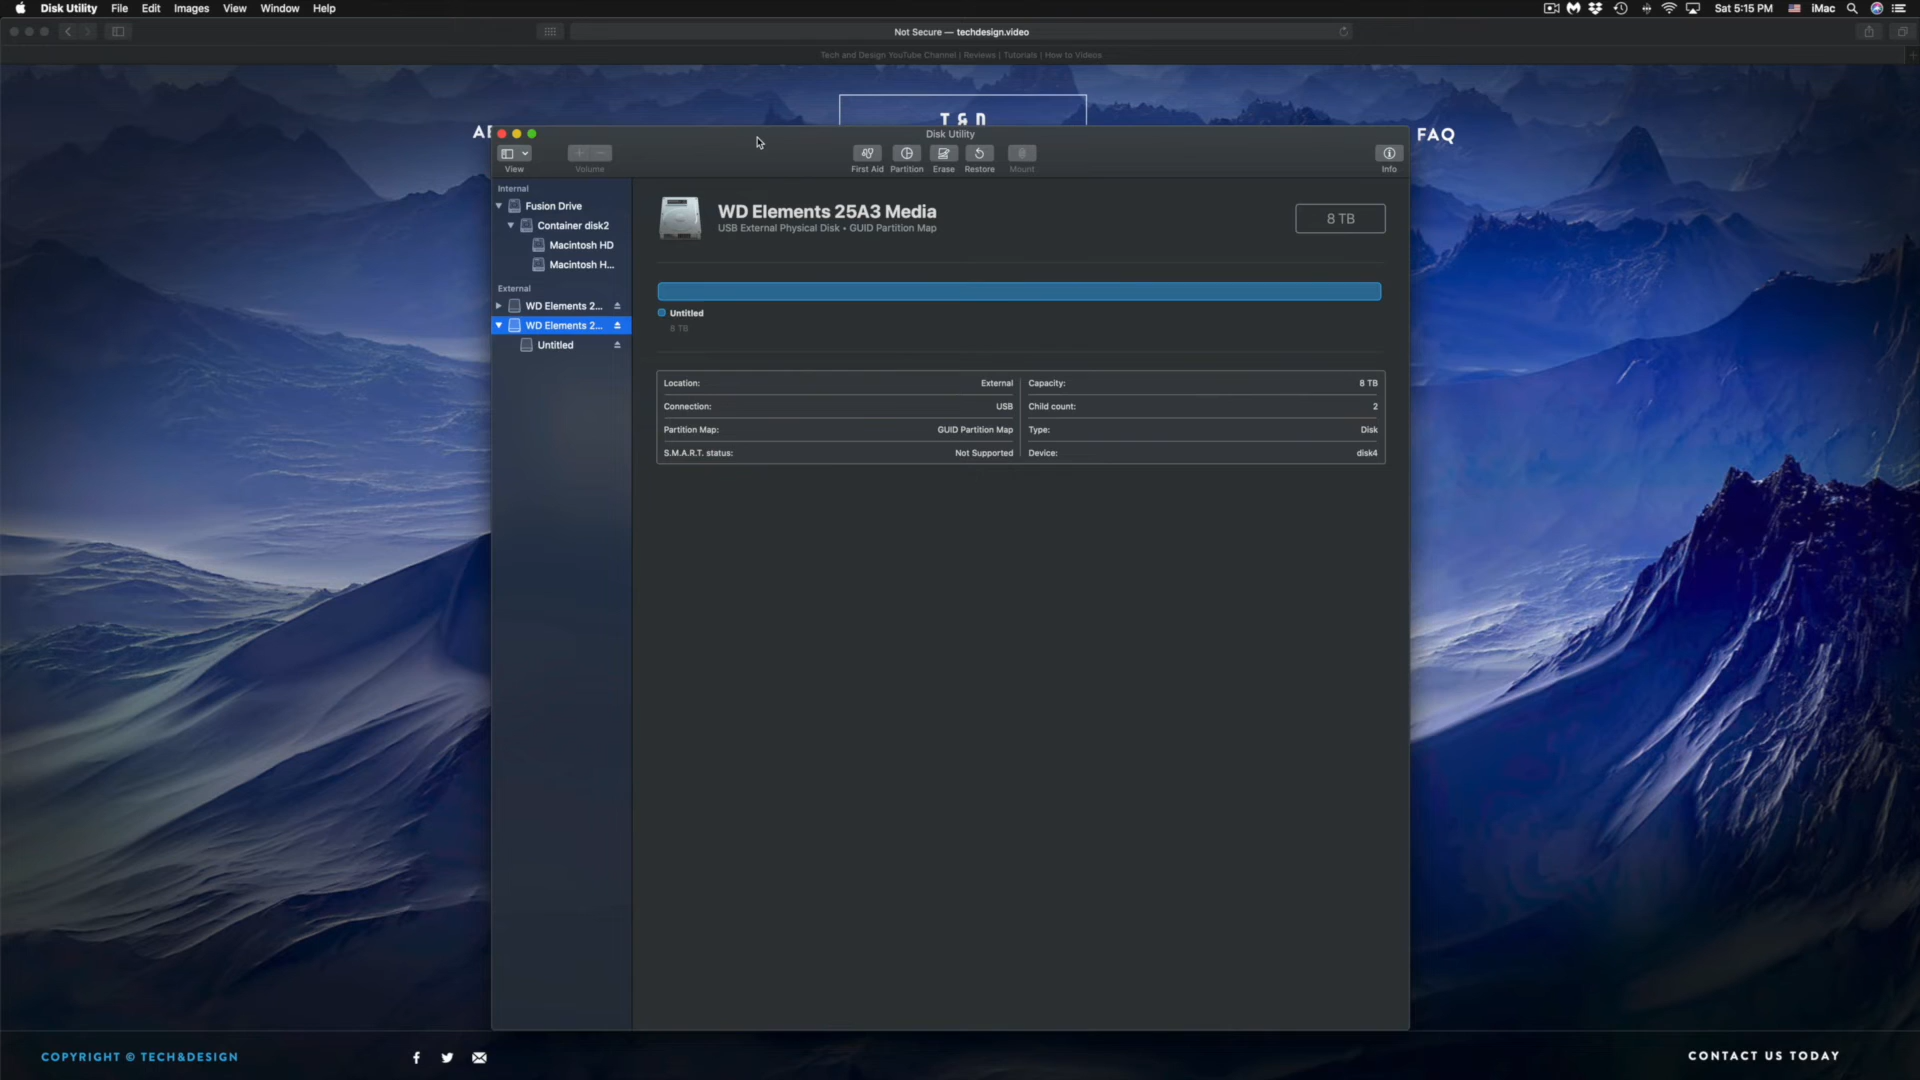 Disk Utility File Edit Images View Window Help
Sat 5:15 PM iMac
Not Secure — techdesign.video
Tech and Design YouTube Channel | Reviews | Tutorials | How to Videos
T & D
FAQ
Disk Utility
View Volume First Aid Partition Erase Restore Mount Info
Internal
Fusion Drive
Container disk2
Macintosh HD
Macintosh H...
External
WD Elements 2...
WD Elements 2...
Untitled
WD Elements 25A3 Media
USB External Physical Disk • GUID Partition Map
8 TB
Untitled
8 TB
Location: External Capacity: 8 TB
Connection: USB Child count: 2
Partition Map: GUID Partition Map Type: Disk
S.M.A.R.T. status: Not Supported Device: disk4
COPYRIGHT © TECH&DESIGN
CONTACT US TODAY